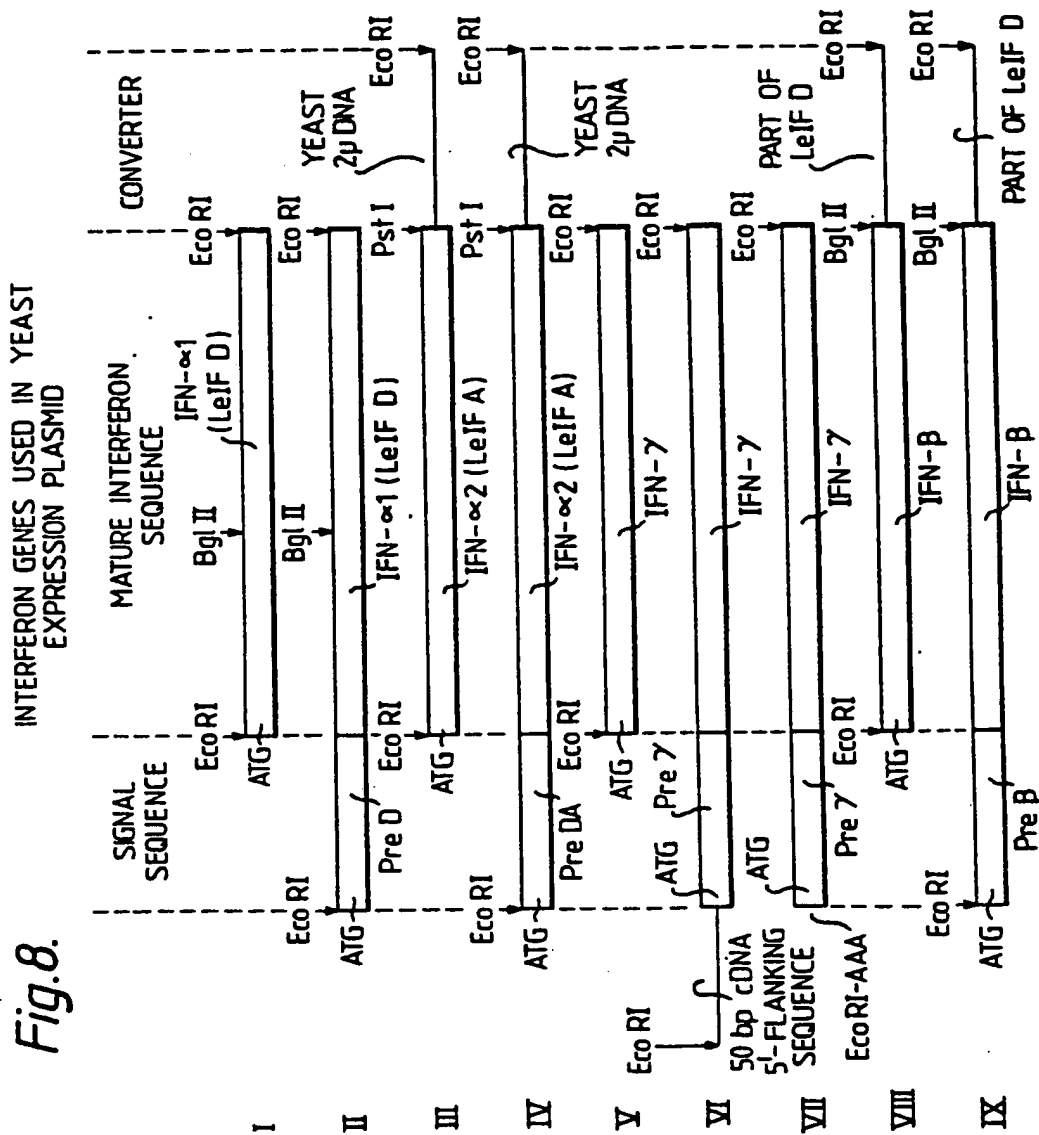 Fig.8.
INTERFERON GENES USED IN YEAST
EXPRESSION PLASMID
SIGNAL
SEQUENCE
MATURE INTERFERON
SEQUENCE
CONVERTER
I
Eco RI
ATG
Bgl II
IFN-α1
(LeIF D)
Eco RI
II
Eco RI
ATG
Pre D
Bgl II
IFN-α1 (LeIF D)
Eco RI
III
Eco RI
ATG
IFN-α2 (LeIF A)
Pst I
YEAST
2μ DNA
Eco RI
IV
Eco RI
ATG
Pre DA
IFN-α2 (LeIF A)
Pst I
YEAST
2μ DNA
Eco RI
V
Eco RI
ATG
IFN-γ
Eco RI
VI
Eco RI
50 bp cDNA
5'-FLANKING
SEQUENCE
ATG
Pre γ
IFN-γ
Eco RI
VII
EcoRI-AAA
ATG
Pre γ
IFN-γ
Eco RI
VIII
Eco RI
ATG
IFN-β
Bgl II
PART OF
LeIF D
Eco RI
IX
Eco RI
ATG
Pre β
IFN-β
Bgl II
PART OF LeIF D
Eco RI